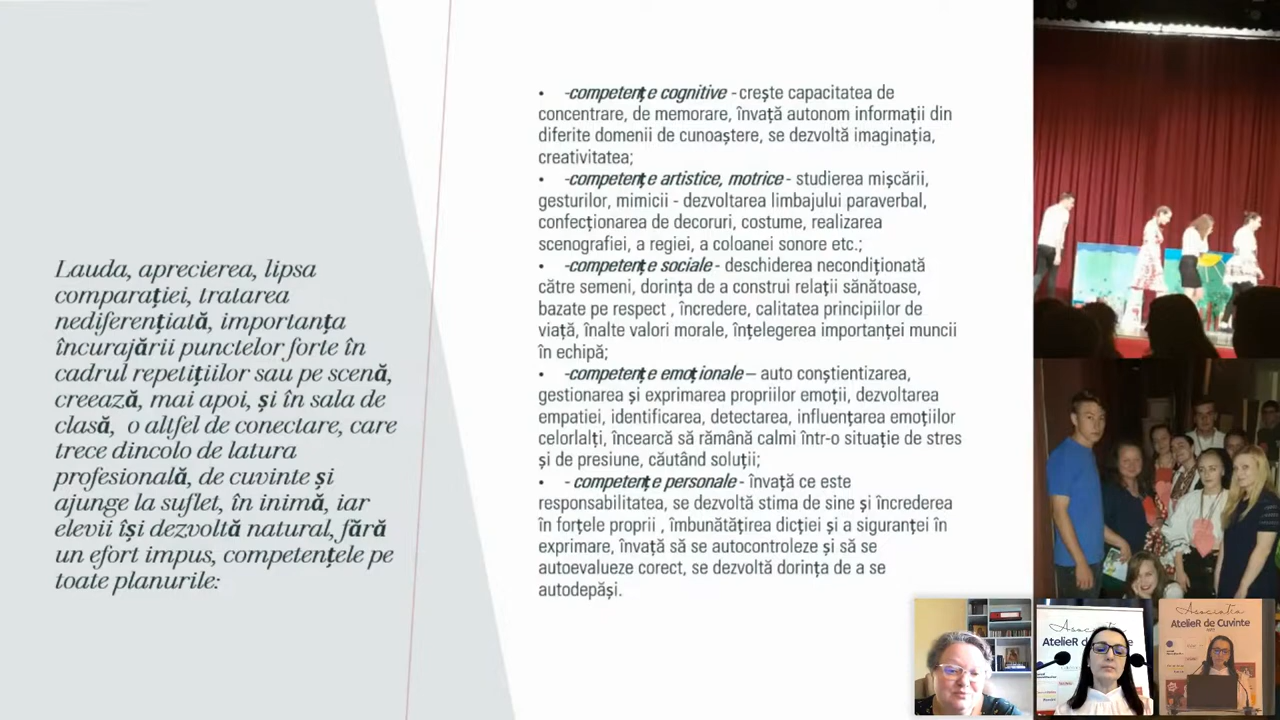 Lauda, aprecierea, lipsa
comparației, tratarea
nediferențiată, importanța
încurajării punctelor forte în
cadrul repetițiilor sau pe scenă,
creează, mai apoi, și în sala de
clasă, o altfel de conectare, care
trece dincolo de latura
profesională, de cuvinte și
ajunge la suflet, în inimă, iar
elevii își dezvoltă natural, fără
un efort impus, competențele pe
toate planurile:
• -competențe cognitive - crește capacitatea de
concentrare, de memorare, învață autonom informații din
diferite domenii de cunoaștere, se dezvoltă imaginația,
creativitatea;
• -competențe artistice, motrice - studierea mișcării,
gesturilor, mimicii - dezvoltarea limbajului paraverbal,
confecționarea de decoruri, costume, realizarea
scenografiei, a regiei, a coloanei sonore etc.;
• -competențe sociale - deschiderea necondiționată
către semeni, dorința de a construi relații sănătoase,
bazate pe respect , încredere, calitatea principiilor de
viață, înalte valori morale, înțelegerea importanței muncii
în echipă;
• -competențe emoționale – auto conștientizarea,
gestionarea și exprimarea propriilor emoții, dezvoltarea
empatiei, identificarea, detectarea, influențarea emoțiilor
celorlalți, încearcă să rămână calmi într-o situație de stres
și de presiune, căutând soluții;
• - competențe personale - învață ce este
responsabilitatea, se dezvoltă stima de sine și încrederea
în forțele proprii , îmbunătățirea dicției și a siguranței în
exprimare, învață să se autocontroleze și să se
autoevalueze corect, se dezvoltă dorința de a se
autodepăși.
Asociația
AtelieR de Cuvinte